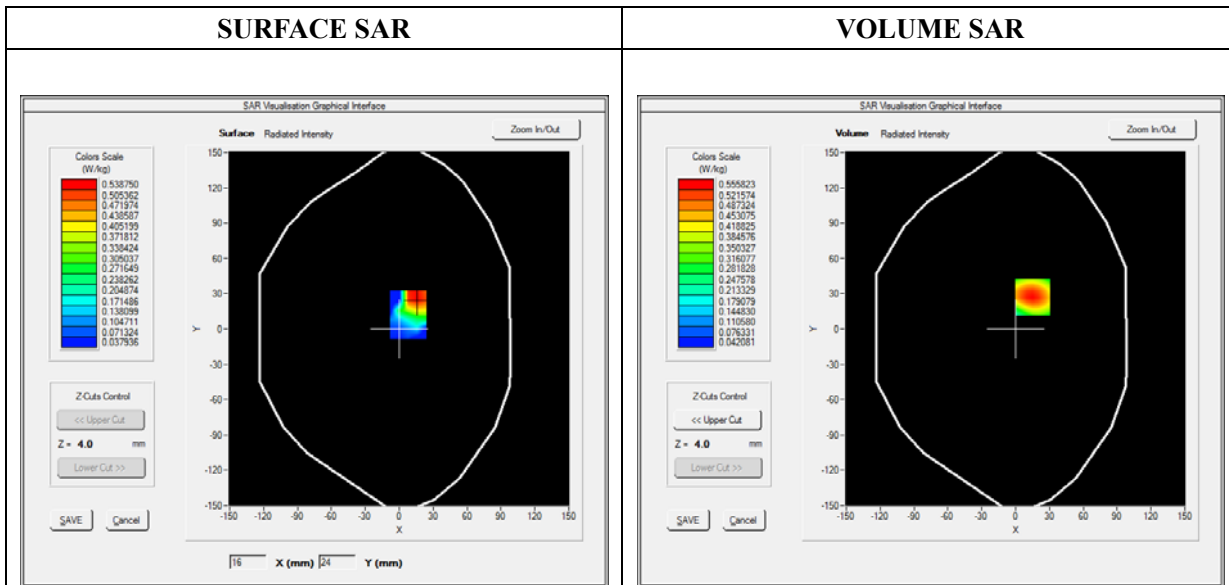 SURFACE SAR
VOLUME SAR
SAR Visualisation Graphical Interface
Surface Radiated Intensity
Zoom In/Out
Colors Scale
(W/kg)
0.538750
0.505362
0.471974
0.438587
0.405199
0.371812
0.338424
0.305037
0.271649
0.238262
0.204874
0.171486
0.138099
0.104711
0.071324
0.037936
150
120
90
60
30
0
-30
-60
-90
-120
-150
Y
-150 -120 -90 -60 -30 0 30 60 90 120 150
X
Z-Cuts Control
<< Upper Cut
Z = 4.0 mm
Lower Cut >>
SAVE Cancel
16 X (mm) 24 Y (mm)
SAR Visualisation Graphical Interface
Volume Radiated Intensity
Zoom In/Out
Colors Scale
(W/kg)
0.555823
0.521574
0.487324
0.453075
0.418825
0.384576
0.350327
0.316077
0.281828
0.247578
0.213329
0.179079
0.144830
0.110580
0.076331
0.042081
150
120
90
60
30
0
-30
-60
-90
-120
-150
Y
-150 -120 -90 -60 -30 0 30 60 90 120 150
X
Z-Cuts Control
<< Upper Cut
Z = 4.0 mm
Lower Cut >>
SAVE Cancel